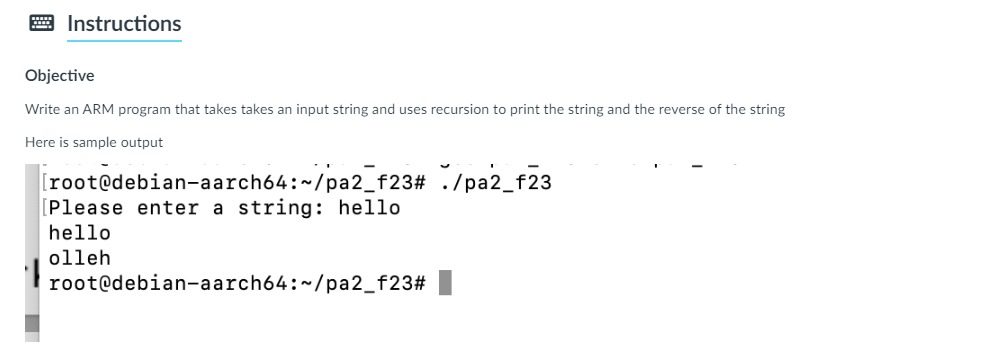 Instructions
Objective
Write an ARM program that takes takes an input string and uses recursion to print the string and the reverse of the string
Here is sample output
[root@debian-aarch64:~/pa2_f23# ./pa2_f23
[Please enter a string: hello
hello
olleh
root@debian-aarch64:~/pa2_f23#